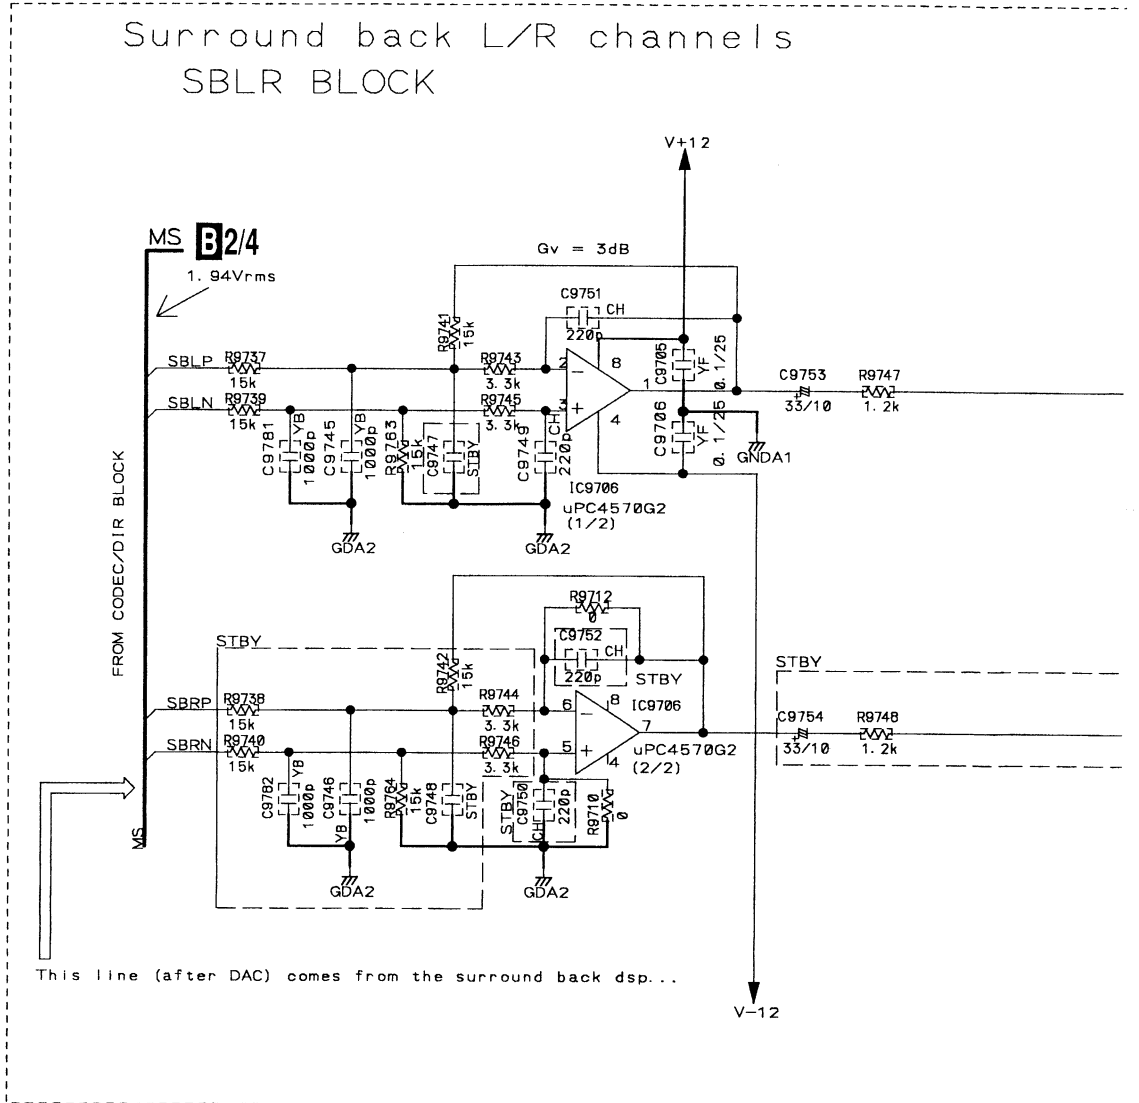 Surround back L/R channels
SBLR BLOCK
V+12
MS B 2/4
1.94Vrms
Gv = 3dB
C9751
CH
220p
R9741
15k
SBLP
R9737
15k
R9743
3.3k
2
8
C9705
YF
0.1/25
SBLN
R9739
15k
R9745
3.3k
3
1
4
C9753
33/10
R9747
1.2k
C9781
YB
1000p
C9745
YB
1000p
R9763
15k
C9747
STBY
C9749
CH
220p
C9706
YF
0.1/25
GNDA1
IC9706
uPC4570G2
(1/2)
GDA2
GDA2
FROM CODEC/DIR BLOCK
R9712
0
C9752
CH
220p
STBY
STBY
R9742
15k
STBY
SBRP
R9738
15k
R9744
3.3k
6
8
IC9706
7
SBRN
R9740
15k
R9746
3.3k
5
4
uPC4570G2
(2/2)
C9754
33/10
R9748
1.2k
C9782
YB
1000p
C9746
YB
1000p
R9764
15k
C9748
STBY
STBY
C9750
CH
220p
R9710
0
MS
GDA2
GDA2
This line (after DAC) comes from the surround back dsp...
V-12